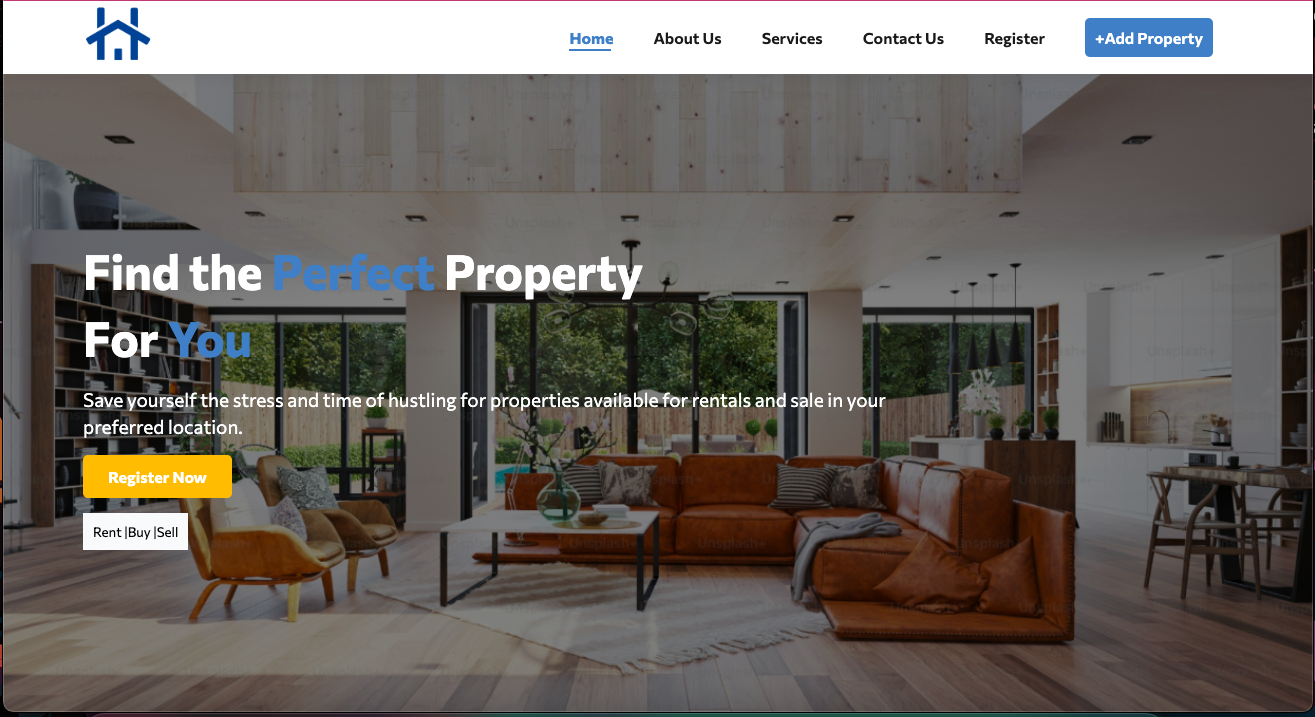 Home About Us Services Contact Us Register +Add Property
Find the Perfect Property
For You
Save yourself the stress and time of hustling for properties available for rentals and sale in your
preferred location.
Register Now
Rent |Buy |Sell
Unsplash+